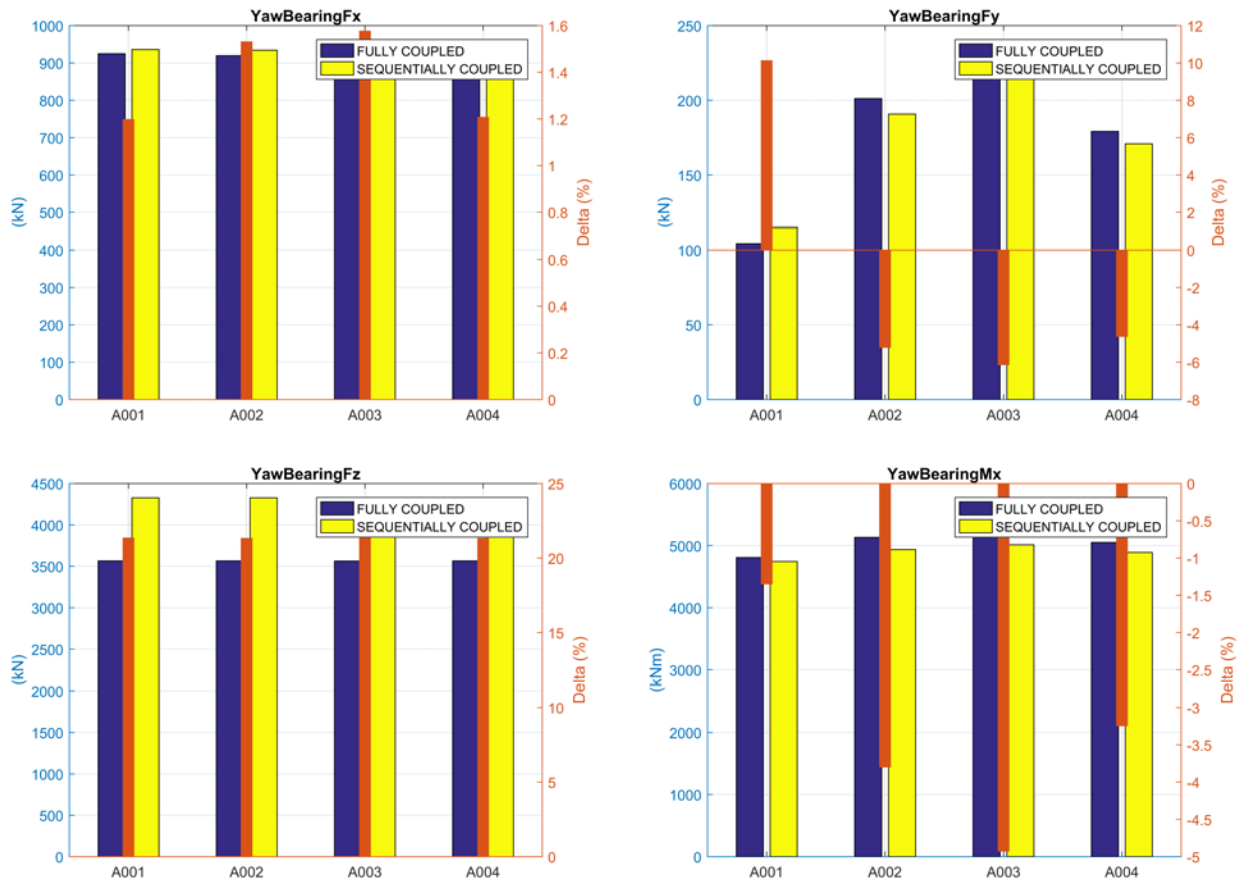 YawBearingFx
1000
900
800
700
600
500
400
300
200
100
0
(kN)
1.6
1.4
1.2
1
0.8
0.6
0.4
0.2
0
Delta (%)
FULLY COUPLED
SEQUENTIALLY COUPLED
A001 A002 A003 A004
YawBearingFy
250
200
150
100
50
0
(kN)
12
10
8
6
4
2
0
-2
-4
-6
-8
Delta (%)
FULLY COUPLED
SEQUENTIALLY COUPLED
A001 A002 A003 A004
YawBearingFz
4500
4000
3500
3000
2500
2000
1500
1000
500
0
(kN)
25
20
15
10
5
0
Delta (%)
FULLY COUPLED
SEQUENTIALLY COUPLED
A001 A002 A003 A004
YawBearingMx
6000
5000
4000
3000
2000
1000
0
(kNm)
0
-0.5
-1
-1.5
-2
-2.5
-3
-3.5
-4
-4.5
-5
Delta (%)
FULLY COUPLED
SEQUENTIALLY COUPLED
A001 A002 A003 A004